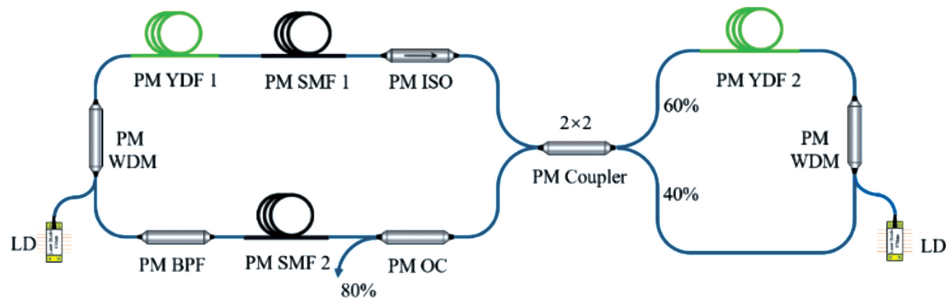 PM YDF 1
PM SMF 1
PM ISO
PM YDF 2
60%
2×2
PM
WDM
PM
WDM
PM Coupler
40%
LD
LD
PM BPF
PM SMF 2
PM OC
80%